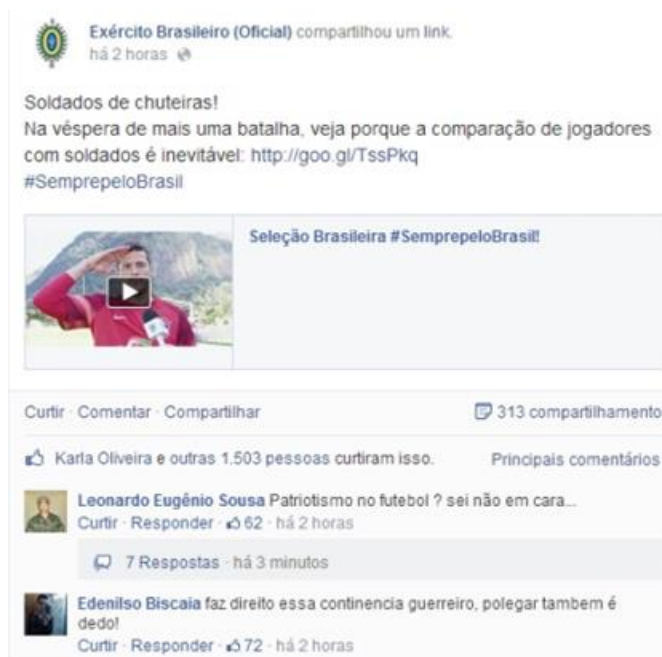 Exército Brasileiro (Oficial) compartilhou um link.
há 2 horas
Soldados de chuteiras!
Na véspera de mais uma batalha, veja porque a comparação de jogadores
com soldados é inevitável: http://goo.gl/TssPkq
#SemprepeloBrasil
Seleção Brasileira #SemprepeloBrasil!
Curtir · Comentar · Compartilhar
313 compartilhamento
Karla Oliveira e outras 1.503 pessoas curtiram isso.
Principais comentários
Leonardo Eugênio Sousa Patriotismo no futebol ? sei não em cara...
Curtir · Responder · 62 · há 2 horas
7 Respostas · há 3 minutos
Edenilso Biscaia faz direito essa continencia guerreiro, polegar tambem é
dedo!
Curtir · Responder · 72 · há 2 horas